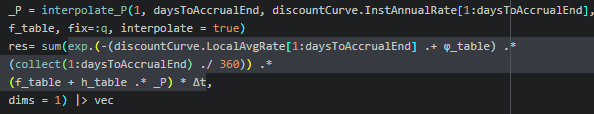 _P = interpolate_P(1, daysToAccrualEnd, discountCurve.InstAnnualRate[1:daysToAccrualEnd],
f_table, fix=:q, interpolate = true)
res= sum(exp.(-(discountCurve.LocalAvgRate[1:daysToAccrualEnd] .+ φ_table) .*
(collect(1:daysToAccrualEnd) ./ 360)) .*
(f_table + h_table .* _P) * Δt,
dims = 1) |> vec